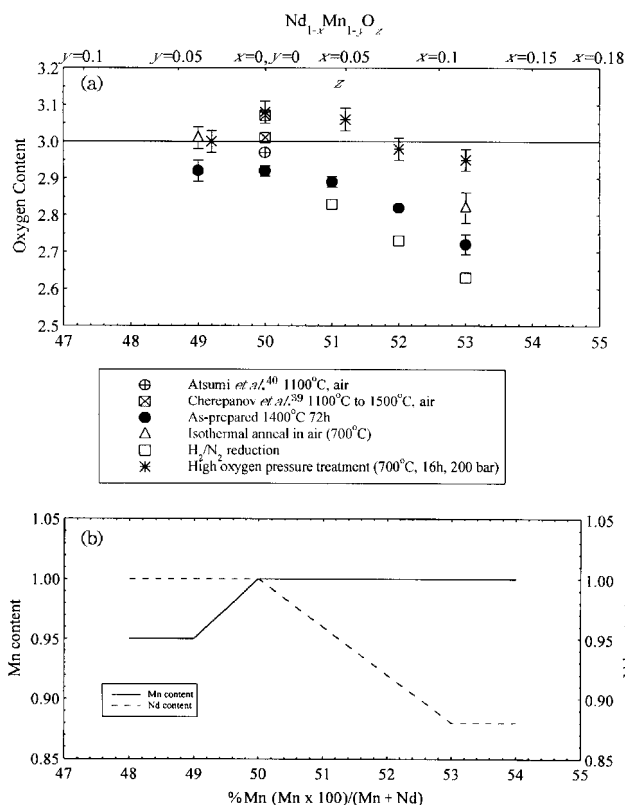 Nd₁₋ₓMn₁₋ᵧO_z
y=0.1 y=0.05 x=0, y=0 x=0.05 x=0.1 x=0.15 x=0.18
z
(a)
Oxygen Content
3.2
3.1
3.0
2.9
2.8
2.7
2.6
2.5
47 48 49 50 51 52 53 54 55
Atsumi et al.⁴⁰ 1100°C, air
Cherepanov et al.³⁹ 1100°C to 1500°C, air
As-prepared 1400°C 72h
Isothermal anneal in air (700°C)
H₂/N₂ reduction
High oxygen pressure treatment (700°C, 16h, 200 bar)
(b)
Mn content
1.05 1.05
1.00 1.00
0.95 0.95
0.90 0.90
0.85 0.85
Mn content
Nd content
47 48 49 50 51 52 53 54 55
%Mn (Mn x 100)/(Mn + Nd)